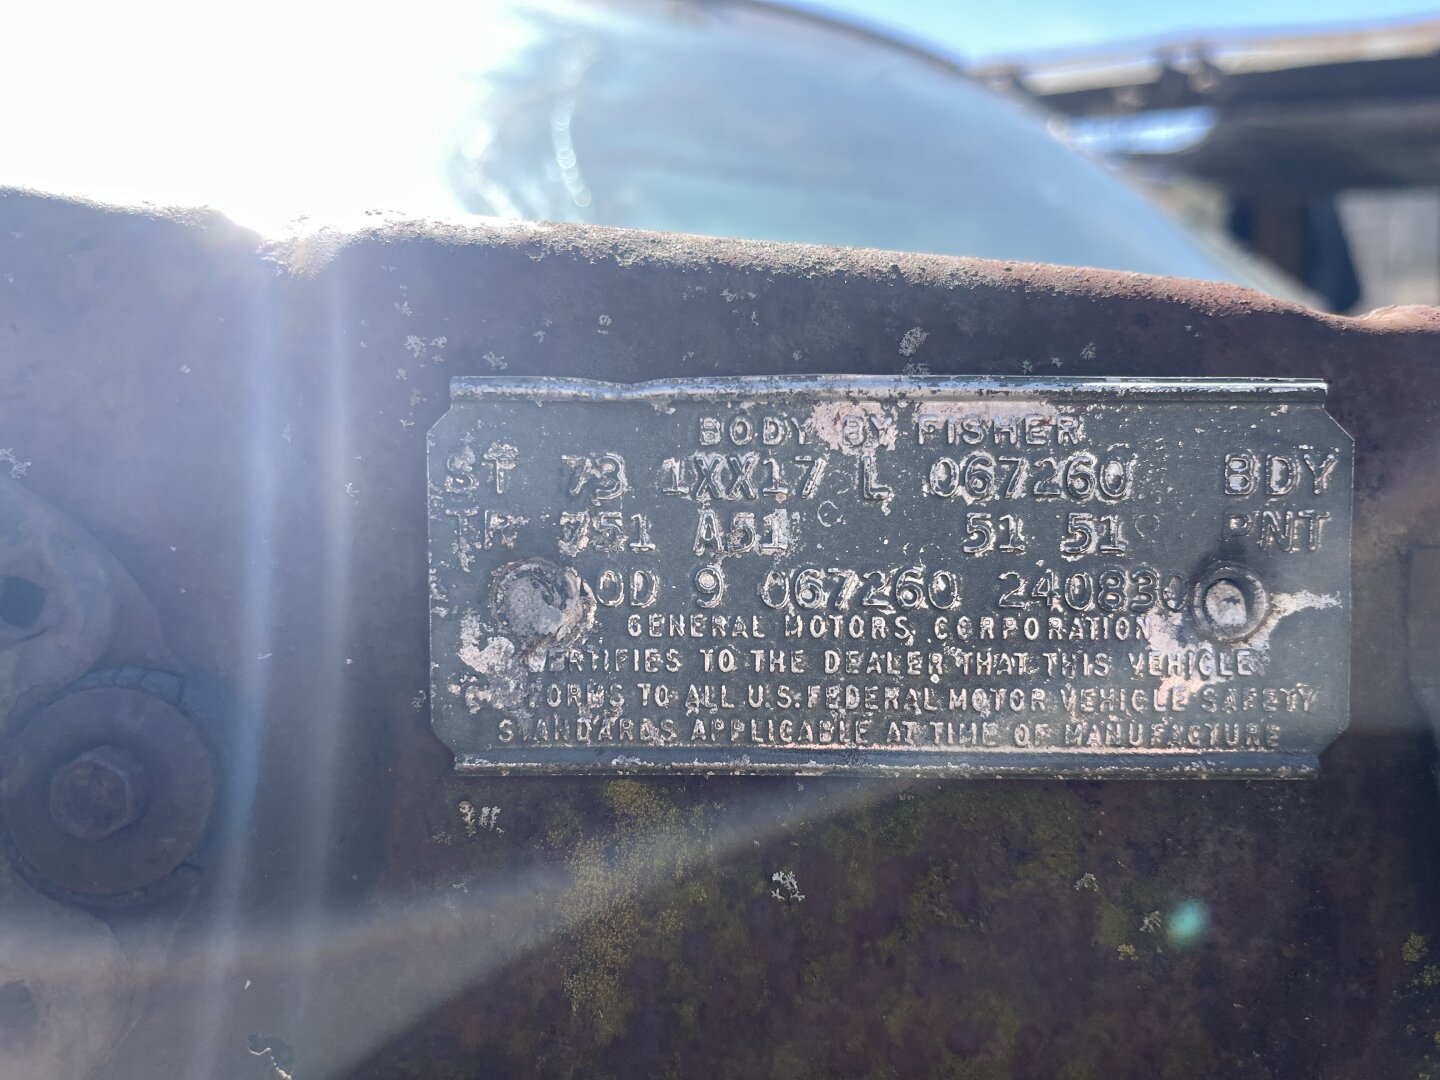 BODY BY FISHER
ST 73 1XX17 L 067260 BDY
TR 751 A51 51 51 PNT
OD 9 067260 240830
GENERAL MOTORS CORPORATION
ERTIFIES TO THE DEALER THAT THIS VEHICLE
FORMS TO ALL U.S. FEDERAL MOTOR VEHICLE SAFETY
STANDARDS APPLICABLE AT TIME OF MANUFACTURE